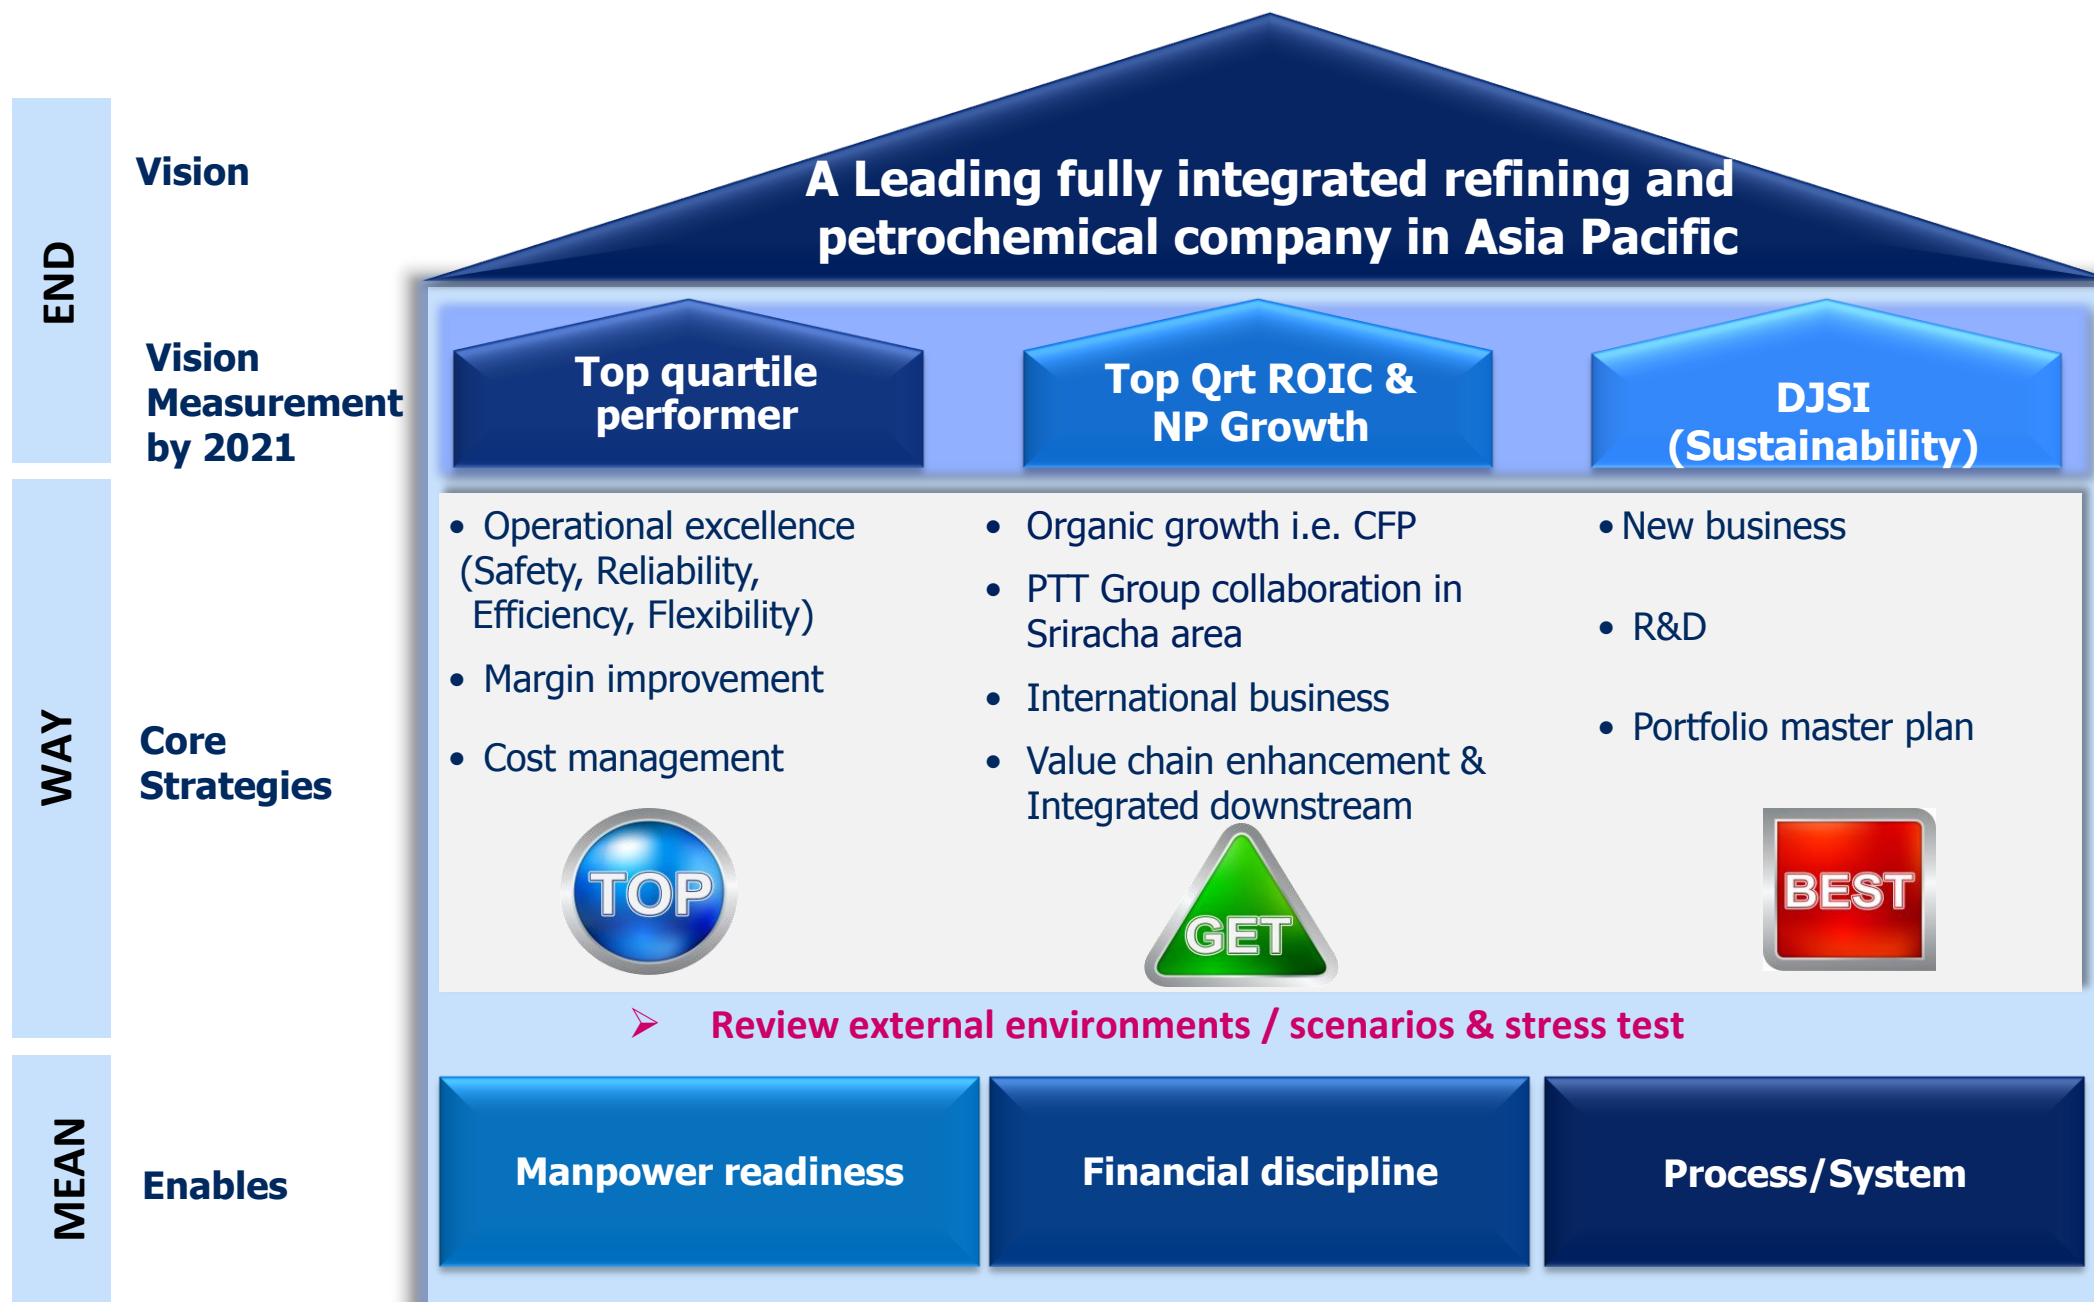 END
Vision
A Leading fully integrated refining and
petrochemical company in Asia Pacific
Vision
Measurement
by 2021
Top quartile
performer
Top Qrt ROIC &
NP Growth
DJSI
(Sustainability)
WAY
Core
Strategies
• Operational excellence
(Safety, Reliability,
Efficiency, Flexibility)
• Margin improvement
• Cost management
TOP
• Organic growth i.e. CFP
• PTT Group collaboration in
Sriracha area
• International business
• Value chain enhancement &
Integrated downstream
GET
• New business
• R&D
• Portfolio master plan
BEST
➢ Review external environments / scenarios & stress test
MEAN
Enables
Manpower readiness
Financial discipline
Process/System